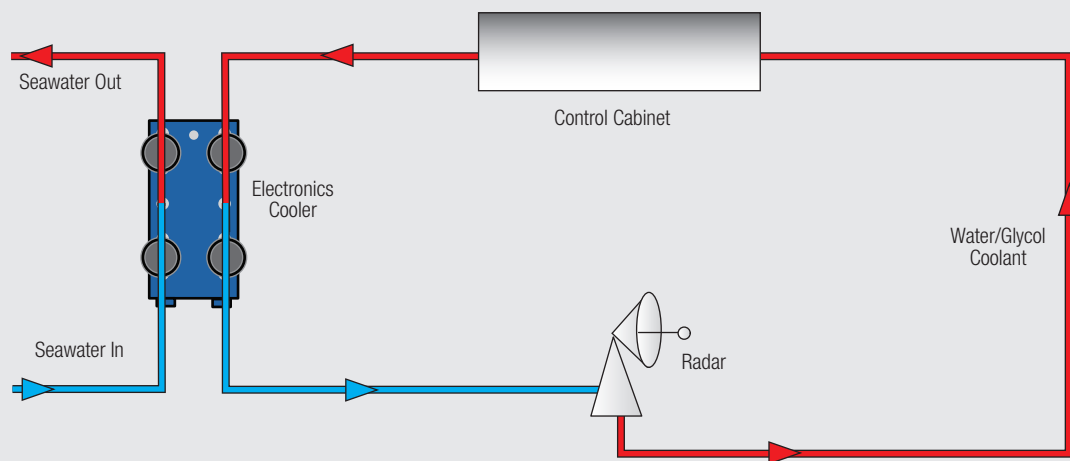 Seawater Out
Control Cabinet
Electronics
Cooler
Water/Glycol
Coolant
Seawater In
Radar